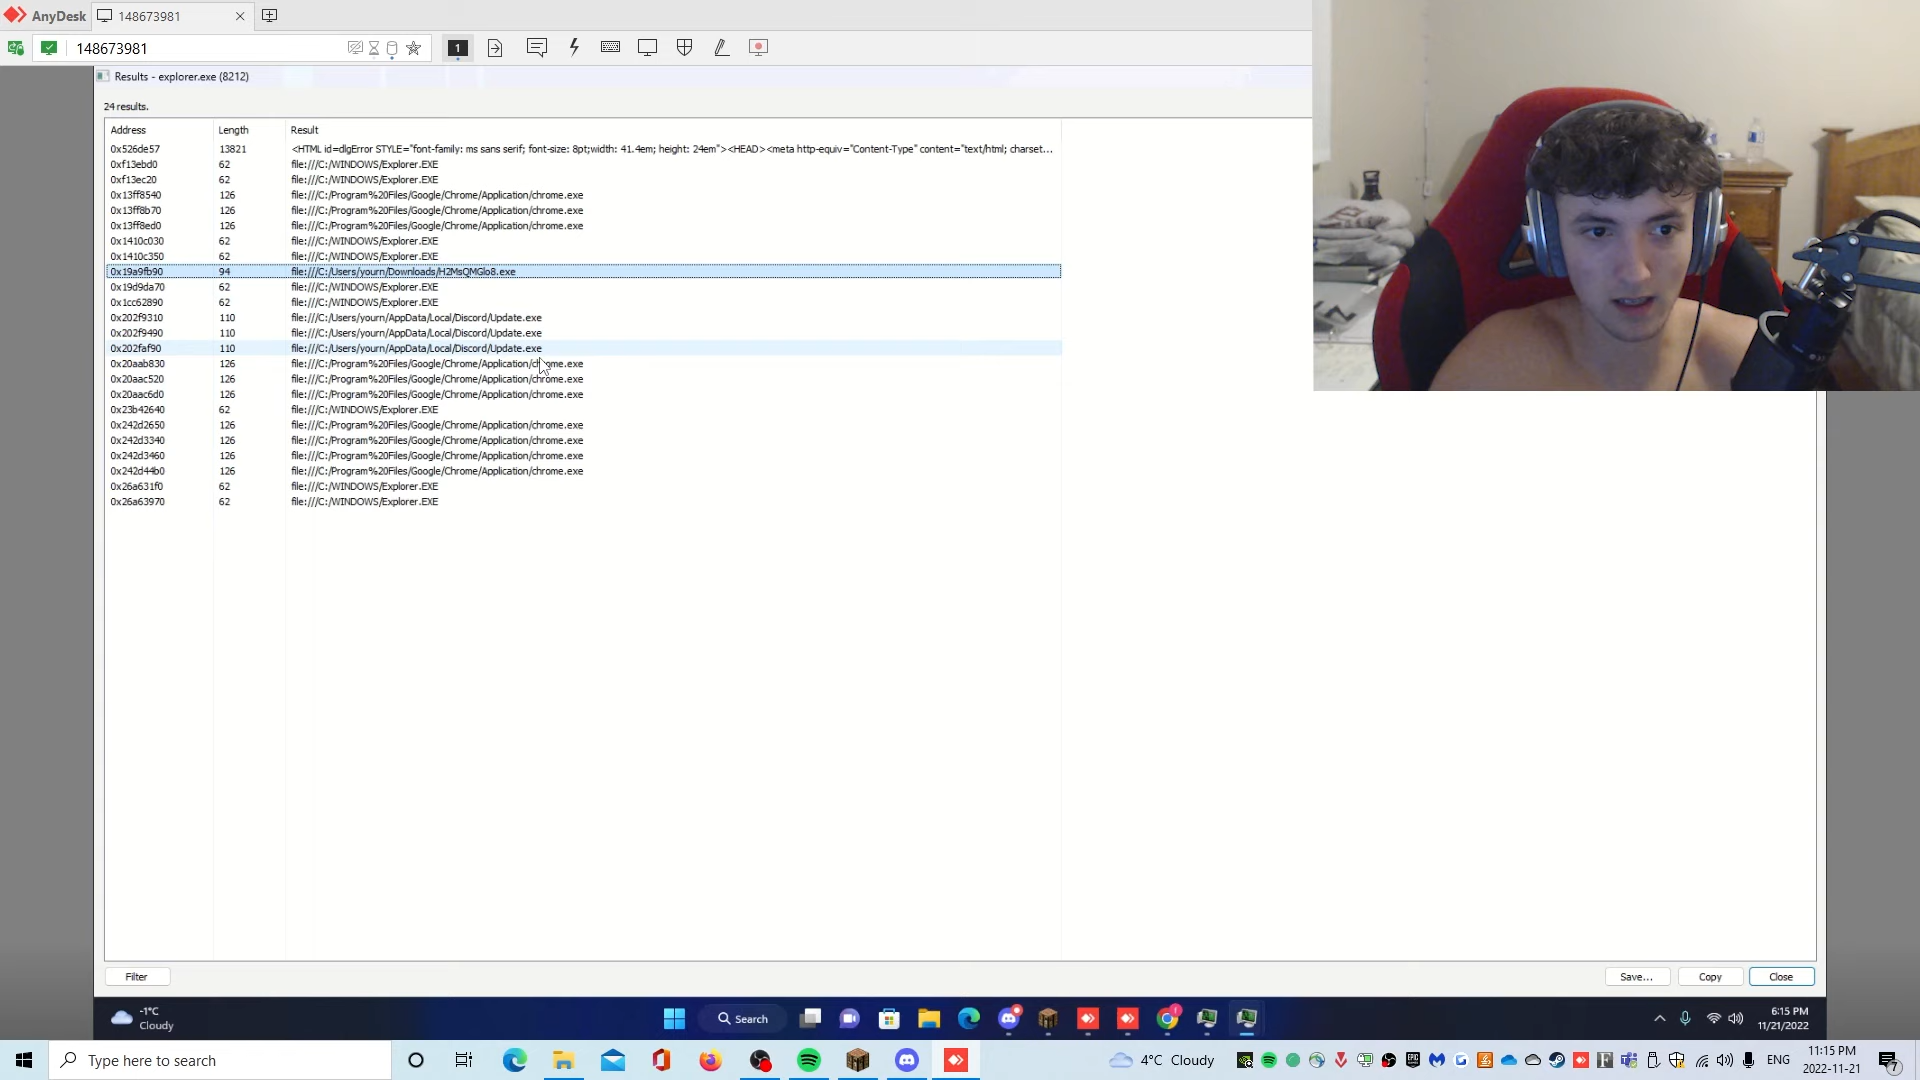 AnyDesk 148673981
148673981 1
Results - explorer.exe (8212)
24 results.
Address Length Result
0x526de57 13821 <HTML id=dlgError STYLE="font-family: ms sans serif; font-size: 8pt;width: 41.4em; height: 24em"><HEAD><meta http-equiv="Content-Type" content="text/html; charset...
0xf13ebd0 62 file:///C:/WINDOWS/Explorer.EXE
0xf13ec20 62 file:///C:/WINDOWS/Explorer.EXE
0x13ff8540 126 file:///C:/Program%20Files/Google/Chrome/Application/chrome.exe
0x13ff8b70 126 file:///C:/Program%20Files/Google/Chrome/Application/chrome.exe
0x13ff8ed0 126 file:///C:/Program%20Files/Google/Chrome/Application/chrome.exe
0x1410c030 62 file:///C:/WINDOWS/Explorer.EXE
0x1410c350 62 file:///C:/WINDOWS/Explorer.EXE
0x19a9fb90 94 file:///C:/Users/yourn/Downloads/H2MsQMGlo8.exe
0x19d9da70 62 file:///C:/WINDOWS/Explorer.EXE
0x1cc62890 62 file:///C:/WINDOWS/Explorer.EXE
0x202f9310 110 file:///C:/Users/yourn/AppData/Local/Discord/Update.exe
0x202f9490 110 file:///C:/Users/yourn/AppData/Local/Discord/Update.exe
0x202faf90 110 file:///C:/Users/yourn/AppData/Local/Discord/Update.exe
0x20aab830 126 file:///C:/Program%20Files/Google/Chrome/Application/chrome.exe
0x20aac520 126 file:///C:/Program%20Files/Google/Chrome/Application/chrome.exe
0x20aac6d0 126 file:///C:/Program%20Files/Google/Chrome/Application/chrome.exe
0x23b42640 62 file:///C:/WINDOWS/Explorer.EXE
0x242d2650 126 file:///C:/Program%20Files/Google/Chrome/Application/chrome.exe
0x242d3340 126 file:///C:/Program%20Files/Google/Chrome/Application/chrome.exe
0x242d3460 126 file:///C:/Program%20Files/Google/Chrome/Application/chrome.exe
0x242d44b0 126 file:///C:/Program%20Files/Google/Chrome/Application/chrome.exe
0x26a631f0 62 file:///C:/WINDOWS/Explorer.EXE
0x26a63970 62 file:///C:/WINDOWS/Explorer.EXE
Filter Save... Copy Close
-1°C
Cloudy
Search
6:15 PM
11/21/2022
Type here to search
4°C Cloudy
ENG
11:15 PM
2022-11-21
7